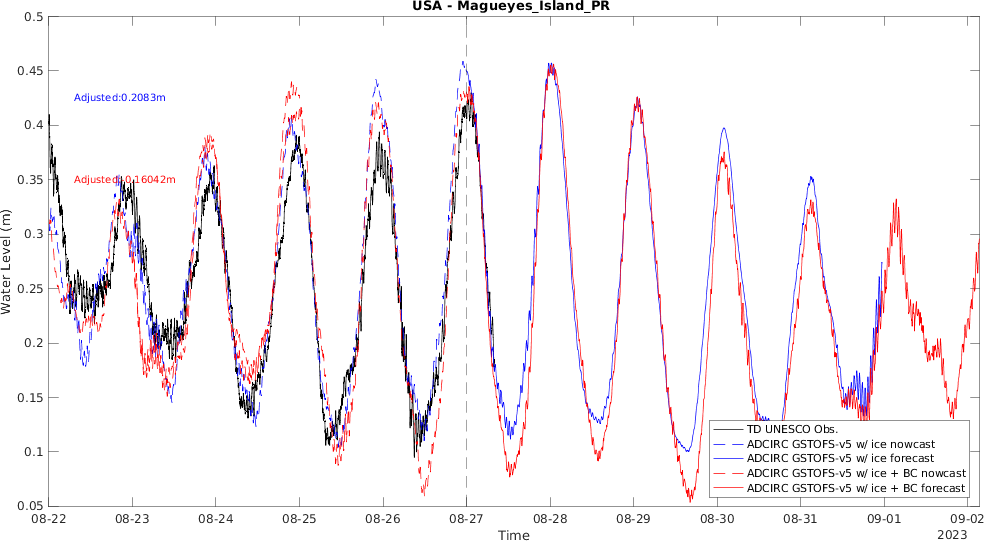 USA - Magueyes_Island_PR
0.5
0.45
0.4
0.35
0.3
0.25
0.2
0.15
0.1
0.05
Water Level (m)
Adjusted:0.2083m
Adjusted:0.16042m
TD UNESCO Obs.
ADCIRC GSTOFS-v5 w/ ice nowcast
ADCIRC GSTOFS-v5 w/ ice forecast
ADCIRC GSTOFS-v5 w/ ice + BC nowcast
ADCIRC GSTOFS-v5 w/ ice + BC forecast
08-22 08-23 08-24 08-25 08-26 08-27 08-28 08-29 08-30 08-31 09-01 09-02
Time
2023